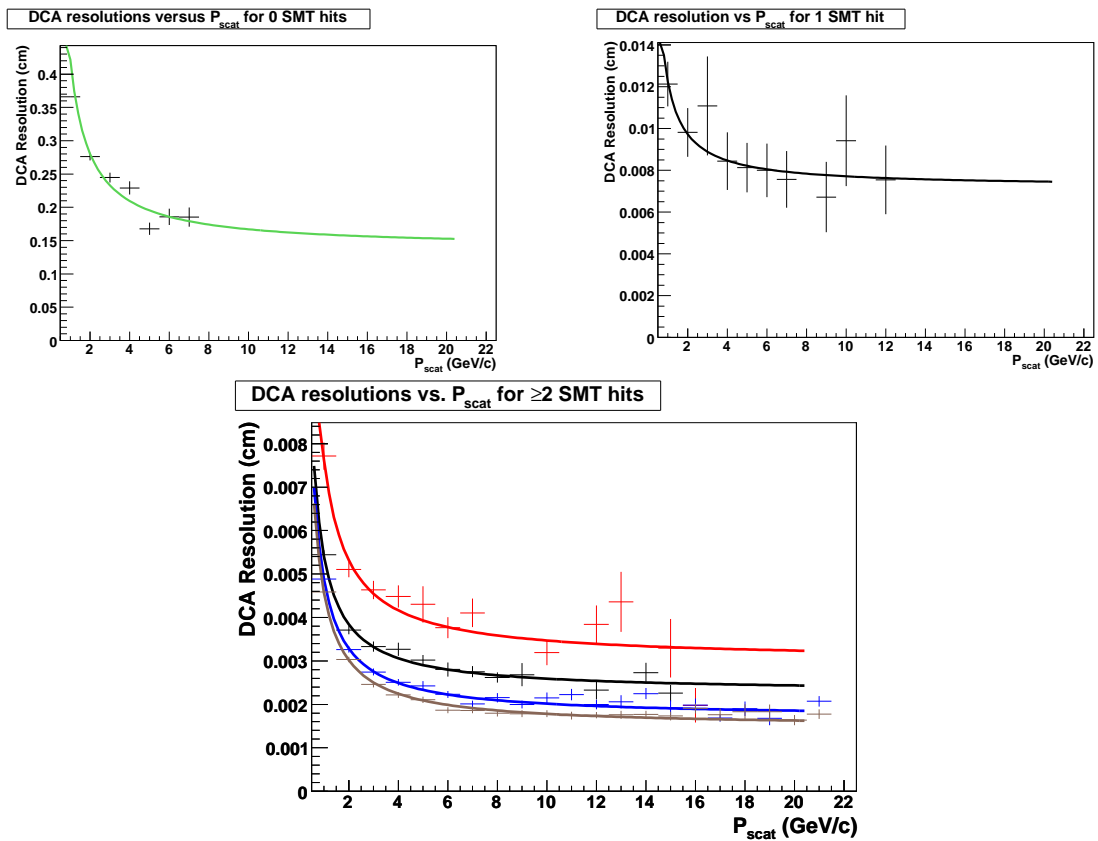 DCA resolutions versus Pscat for 0 SMT hits
DCA Resolution (cm)
0.4
0.35
0.3
0.25
0.2
0.15
0.1
0.05
0
2 4 6 8 10 12 14 16 18 20 22
Pscat (GeV/c)
DCA resolution vs Pscat for 1 SMT hit
DCA Resolution (cm)
0.014
0.012
0.01
0.008
0.006
0.004
0.002
0
2 4 6 8 10 12 14 16 18 20 22
Pscat (GeV/c)
DCA resolutions vs. Pscat for ≥2 SMT hits
DCA Resolution (cm)
0.008
0.007
0.006
0.005
0.004
0.003
0.002
0.001
0
2 4 6 8 10 12 14 16 18 20 22
Pscat (GeV/c)